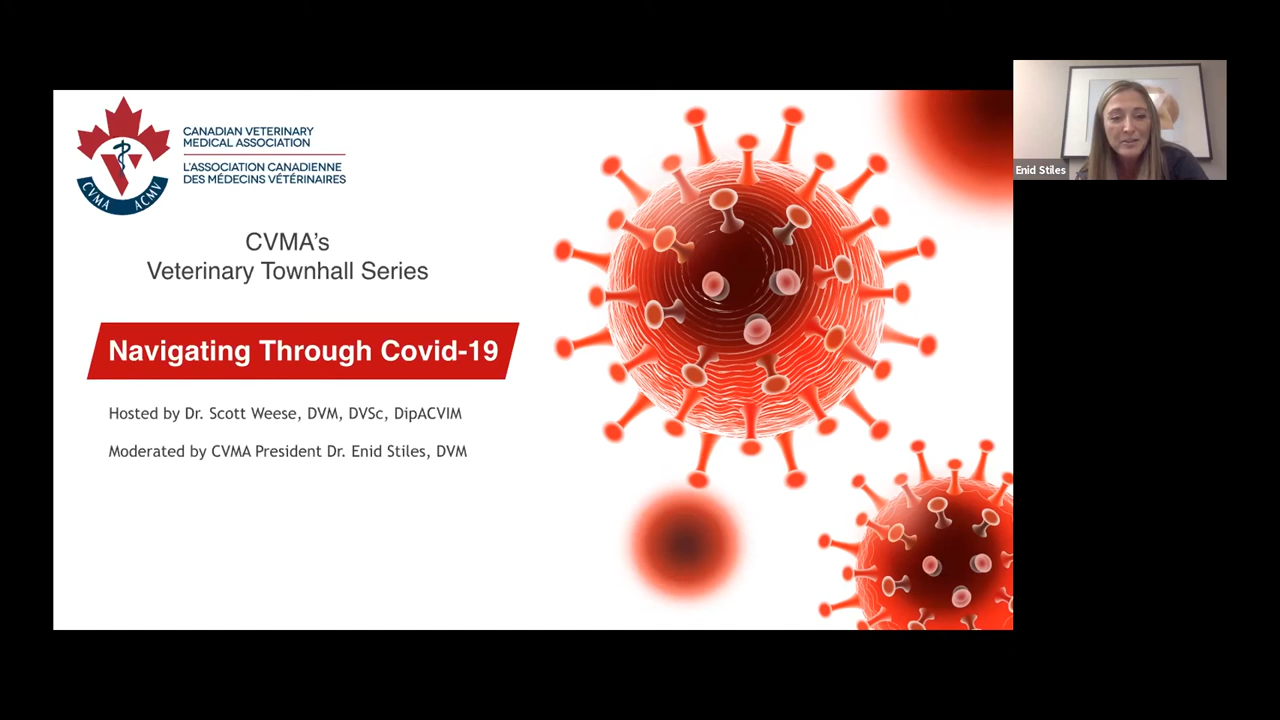 CANADIAN VETERINARY
MEDICAL ASSOCIATION
L'ASSOCIATION CANADIENNE
DES MÉDECINS VÉTÉRINAIRES
CVMA ACMV
CVMA's
Veterinary Townhall Series
Navigating Through Covid-19
Hosted by Dr. Scott Weese, DVM, DVSc, DipACVIM
Moderated by CVMA President Dr. Enid Stiles, DVM
Enid Stiles